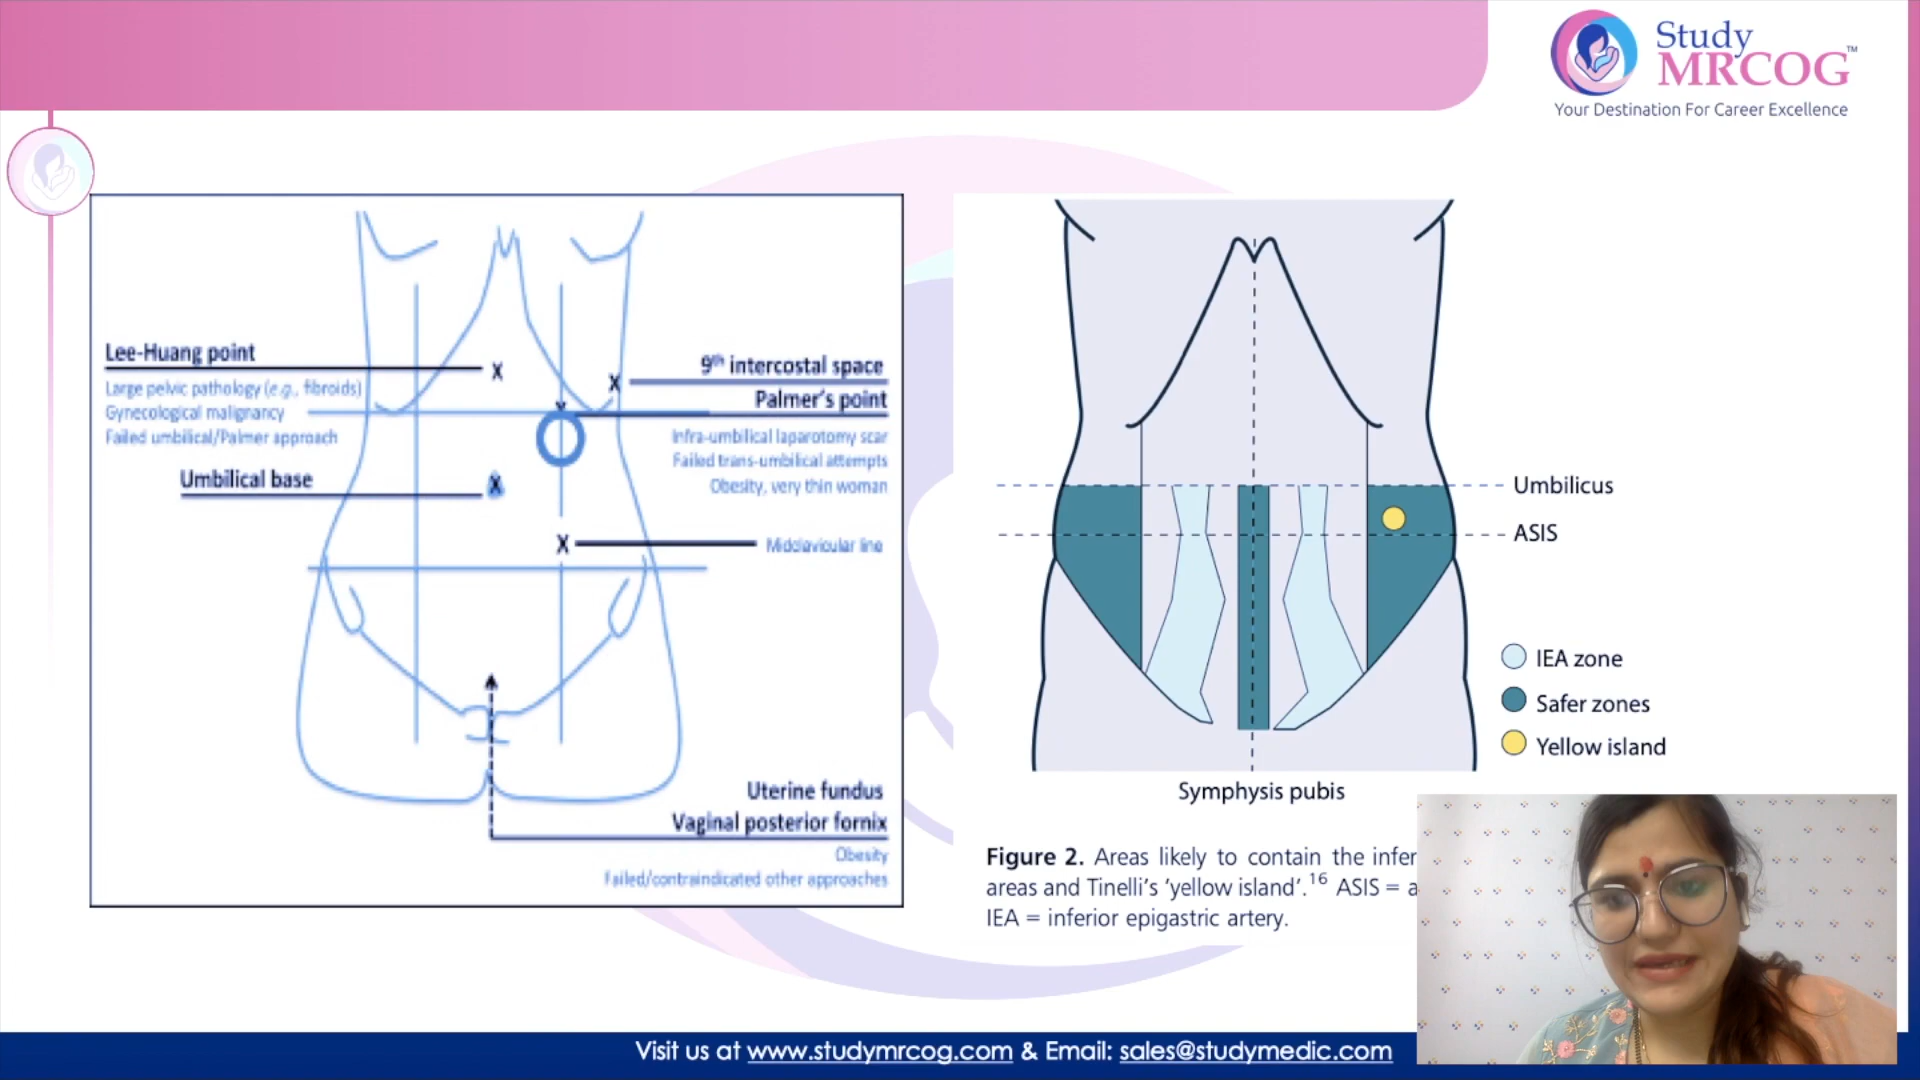 Study
MRCOG™
Your Destination For Career Excellence
Lee-Huang point
Large pelvic pathology (e.g., fibroids)
Gynecological malignancy
Failed umbilical/Palmer approach
Umbilical base
X
X
X
X
9th intercostal space
Palmer's point
Infra-umbilical laparotomy scar
Failed trans-umbilical attempts
Obesity, very thin woman
Midclavicular line
Uterine fundus
Vaginal posterior fornix
Obesity
Failed/contraindicated other approaches
Umbilicus
ASIS
IEA zone
Safer zones
Yellow island
Symphysis pubis
Figure 2. Areas likely to contain the infer
areas and Tinelli's 'yellow island'.16 ASIS = a
IEA = inferior epigastric artery.
Visit us at www.studymrcog.com & Email: sales@studymedic.com